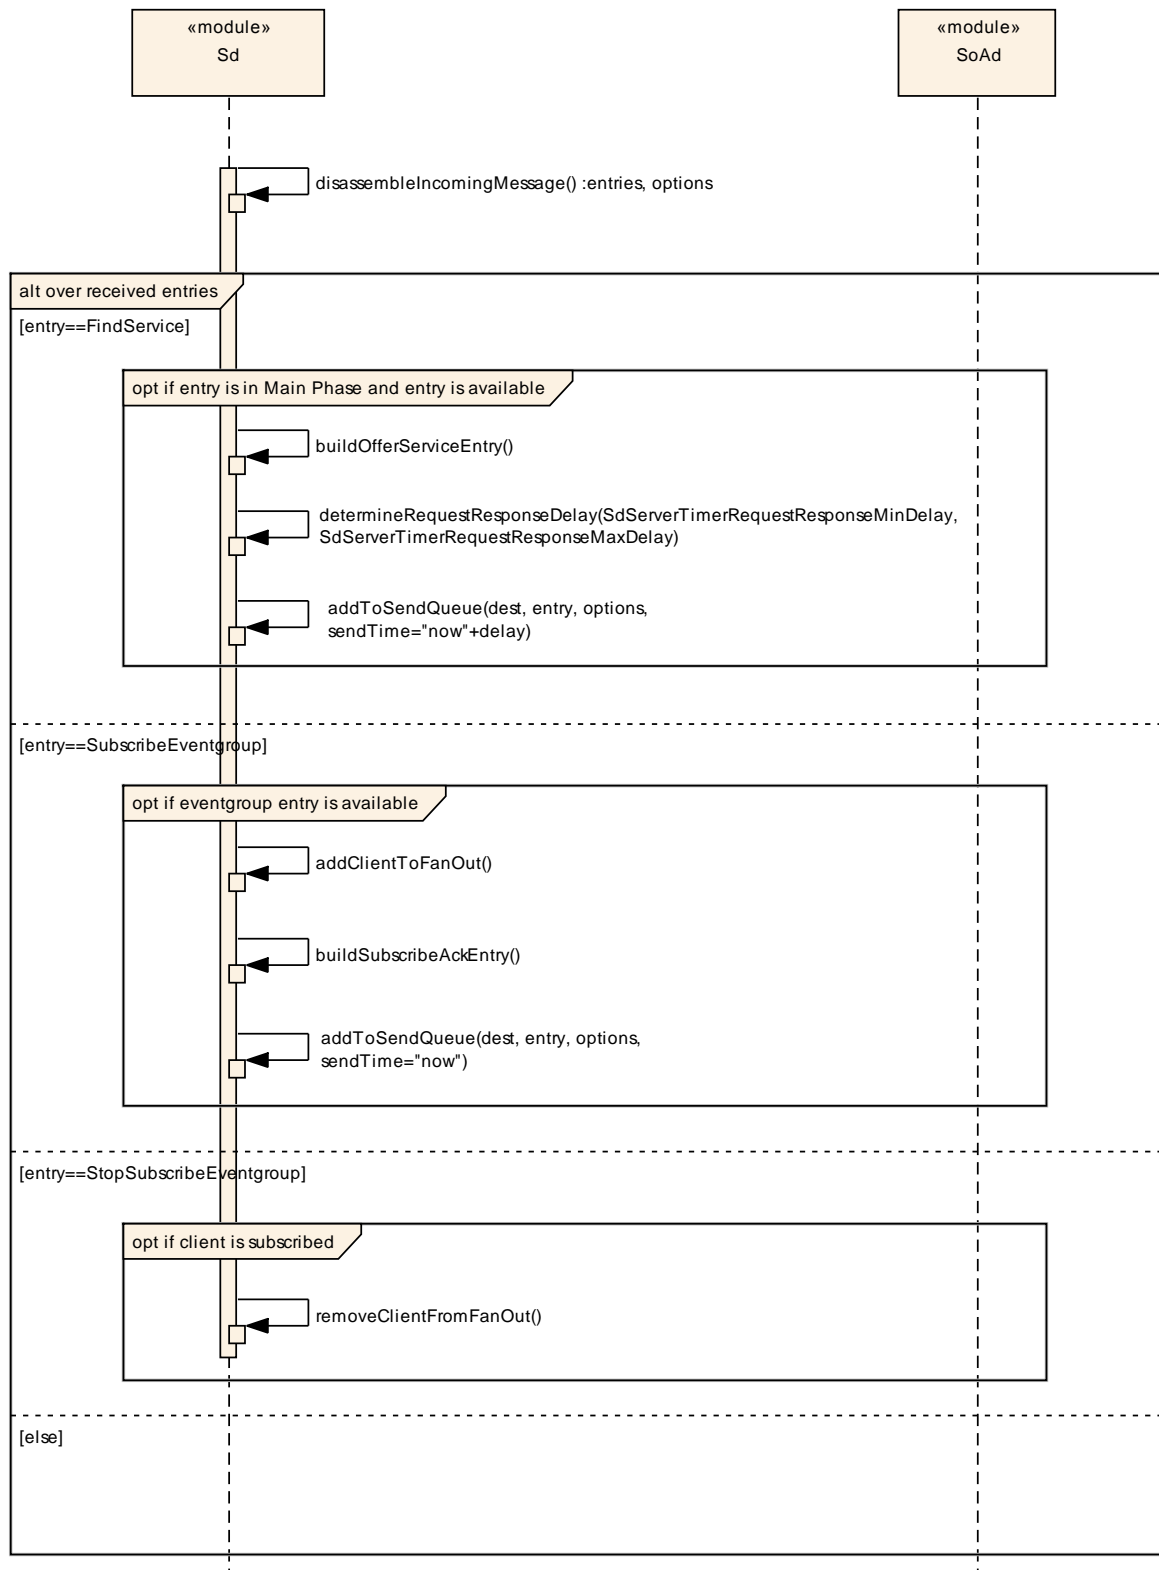 «module»
Sd
«module»
SoAd
disassembleIncomingMessage() :entries, options
alt over received entries
[entry==FindService]
opt if entry is in Main Phase and entry is available
buildOfferServiceEntry()
determineRequestResponseDelay(SdServerTimerRequestResponseMinDelay,
SdServerTimerRequestResponseMaxDelay)
addToSendQueue(dest, entry, options,
sendTime="now"+delay)
[entry==SubscribeEventgroup]
opt if eventgroup entry is available
addClientToFanOut()
buildSubscribeAckEntry()
addToSendQueue(dest, entry, options,
sendTime="now")
[entry==StopSubscribeEventgroup]
opt if client is subscribed
removeClientFromFanOut()
[else]